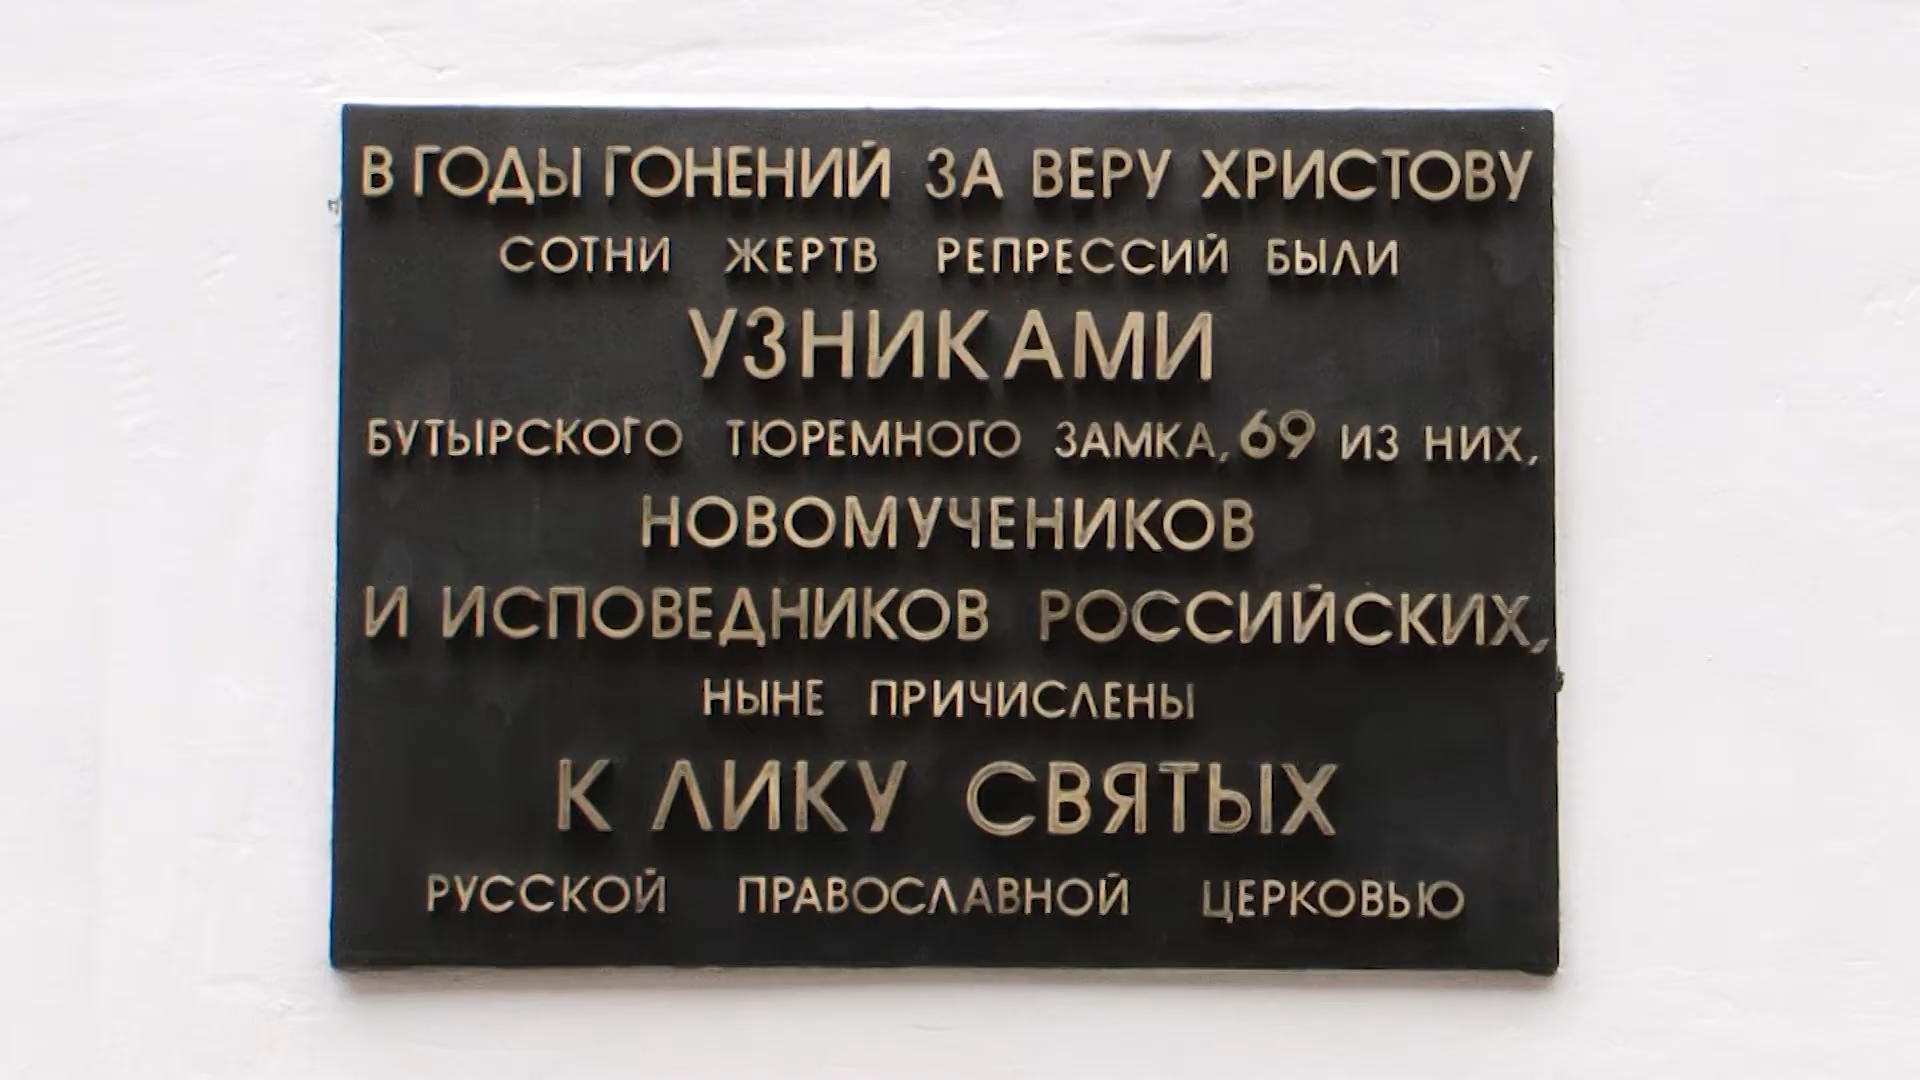 В ГОДЫ ГОНЕНИЙ ЗА ВЕРУ ХРИСТОВУ
СОТНИ ЖЕРТВ РЕПРЕССИЙ БЫЛИ
УЗНИКАМИ
БУТЫРСКОГО ТЮРЕМНОГО ЗАМКА, 69 ИЗ НИХ,
НОВОМУЧЕНИКОВ
И ИСПОВЕДНИКОВ РОССИЙСКИХ,
НЫНЕ ПРИЧИСЛЕНЫ
К ЛИКУ СВЯТЫХ
РУССКОЙ ПРАВОСЛАВНОЙ ЦЕРКОВЬЮ